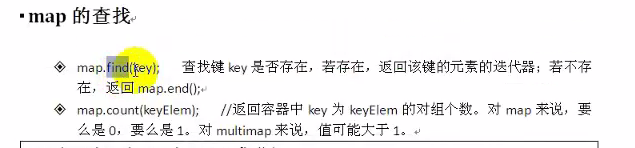 ▪map 的查找
◈ map.find(key); 查找键 key 是否存在，若存在，返回该键的元素的迭代器；若不存
在，返回 map.end();
◈ map.count(keyElem); //返回容器中 key 为 keyElem 的对组个数。对 map 来说，要
么是 0，要么是 1。对 multimap 来说，值可能大于 1。